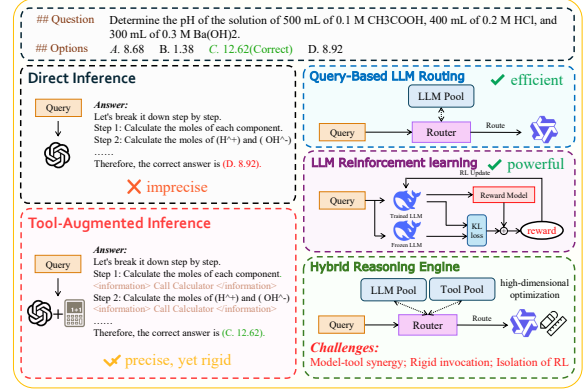 ## Question Determine the pH of the solution of 500 mL of 0.1 M CH3COOH, 400 mL of 0.2 M HCl, and
300 mL of 0.3 M Ba(OH)2.
## Options A. 8.68 B. 1.38 C. 12.62(Correct) D. 8.92
Direct Inference
Query
Answer:
Let's break it down step by step.
Step 1: Calculate the moles of each component.
Step 2: Calculate the moles of (H^+) and ( OH^-)
......
Therefore, the correct answer is (D. 8.92).
imprecise
Tool-Augmented Inference
Query
Answer:
Let's break it down step by step.
Step 1: Calculate the moles of each component.
<information> Call Calculator </information>
Step 2: Calculate the moles of (H^+) and ( OH^-)
<information> Call Calculator </information>
......
Therefore, the correct answer is (C. 12.62).
precise, yet rigid
Query-Based LLM Routing
efficient
LLM Pool
Query
Router
Route
LLM Reinforcement learning
powerful
RL Update
Query
Trained LLM
Reward Model
Frozen LLM
KL
loss
reward
Hybrid Reasoning Engine
LLM Pool
Tool Pool
high-dimensional
optimization
Query
Router
Route
Challenges:
Model-tool synergy; Rigid invocation; Isolation of RL